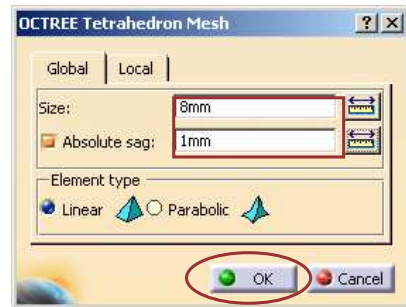 OCTREE Tetrahedron Mesh ? ×
Global Local
Size: 8mm
Absolute sag: 1mm
Element type
Linear Parabolic
OK Cancel